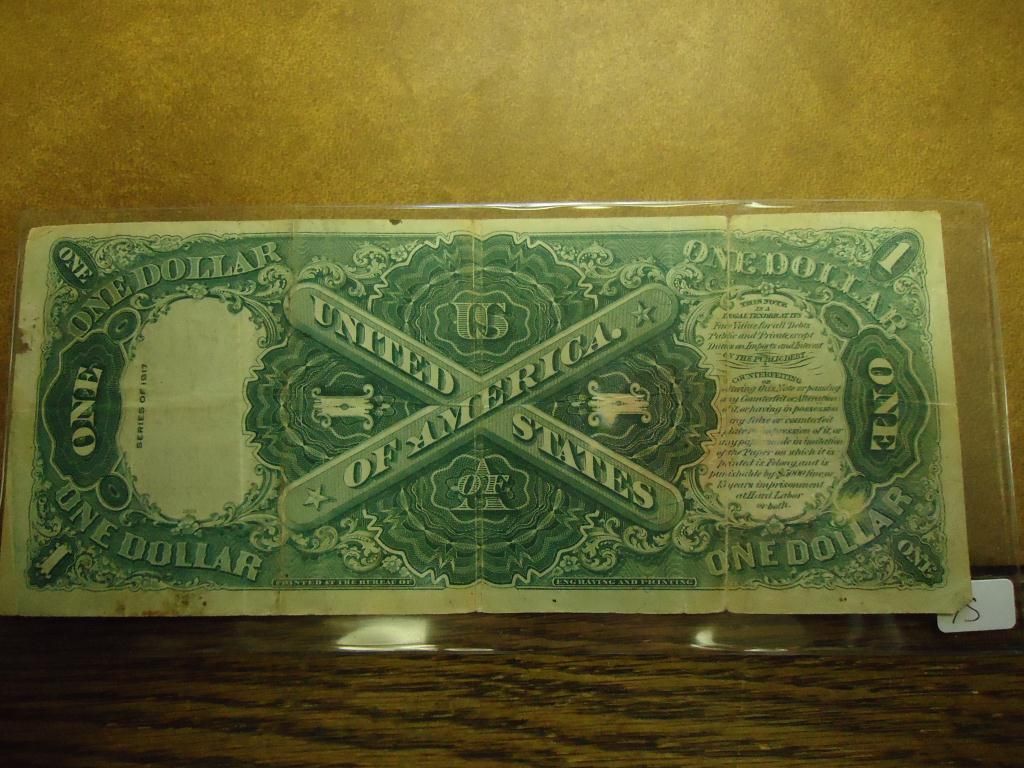 ONE
ONE DOLLAR
ONE DOLLAR
1
UNITED
STATES
OF AMERICA.
US
OF
A
1
1
ONE
SERIES OF 1917
ONE
THIS NOTE
IS A
LEGAL TENDER AT ITS
Face Value for all Debts
Public and Private, except
Duties on Imports and Interest
ON THE PUBLIC DEBT.
COUNTERFEITING
OR
altering this Note or passing
any Counterfeit or Alteration
of it, or having in possession
any false or counterfeit
plate or impression of it, or
any paper made in imitation
of the Paper on which it is
printed is Felony, and is
punishable by $5000 fine or
15 years imprisonment
at Hard Labor
or both.
1
ONE DOLLAR
ONE DOLLAR
ONE
PRINTED AT THE BUREAU OF
ENGRAVING AND PRINTING